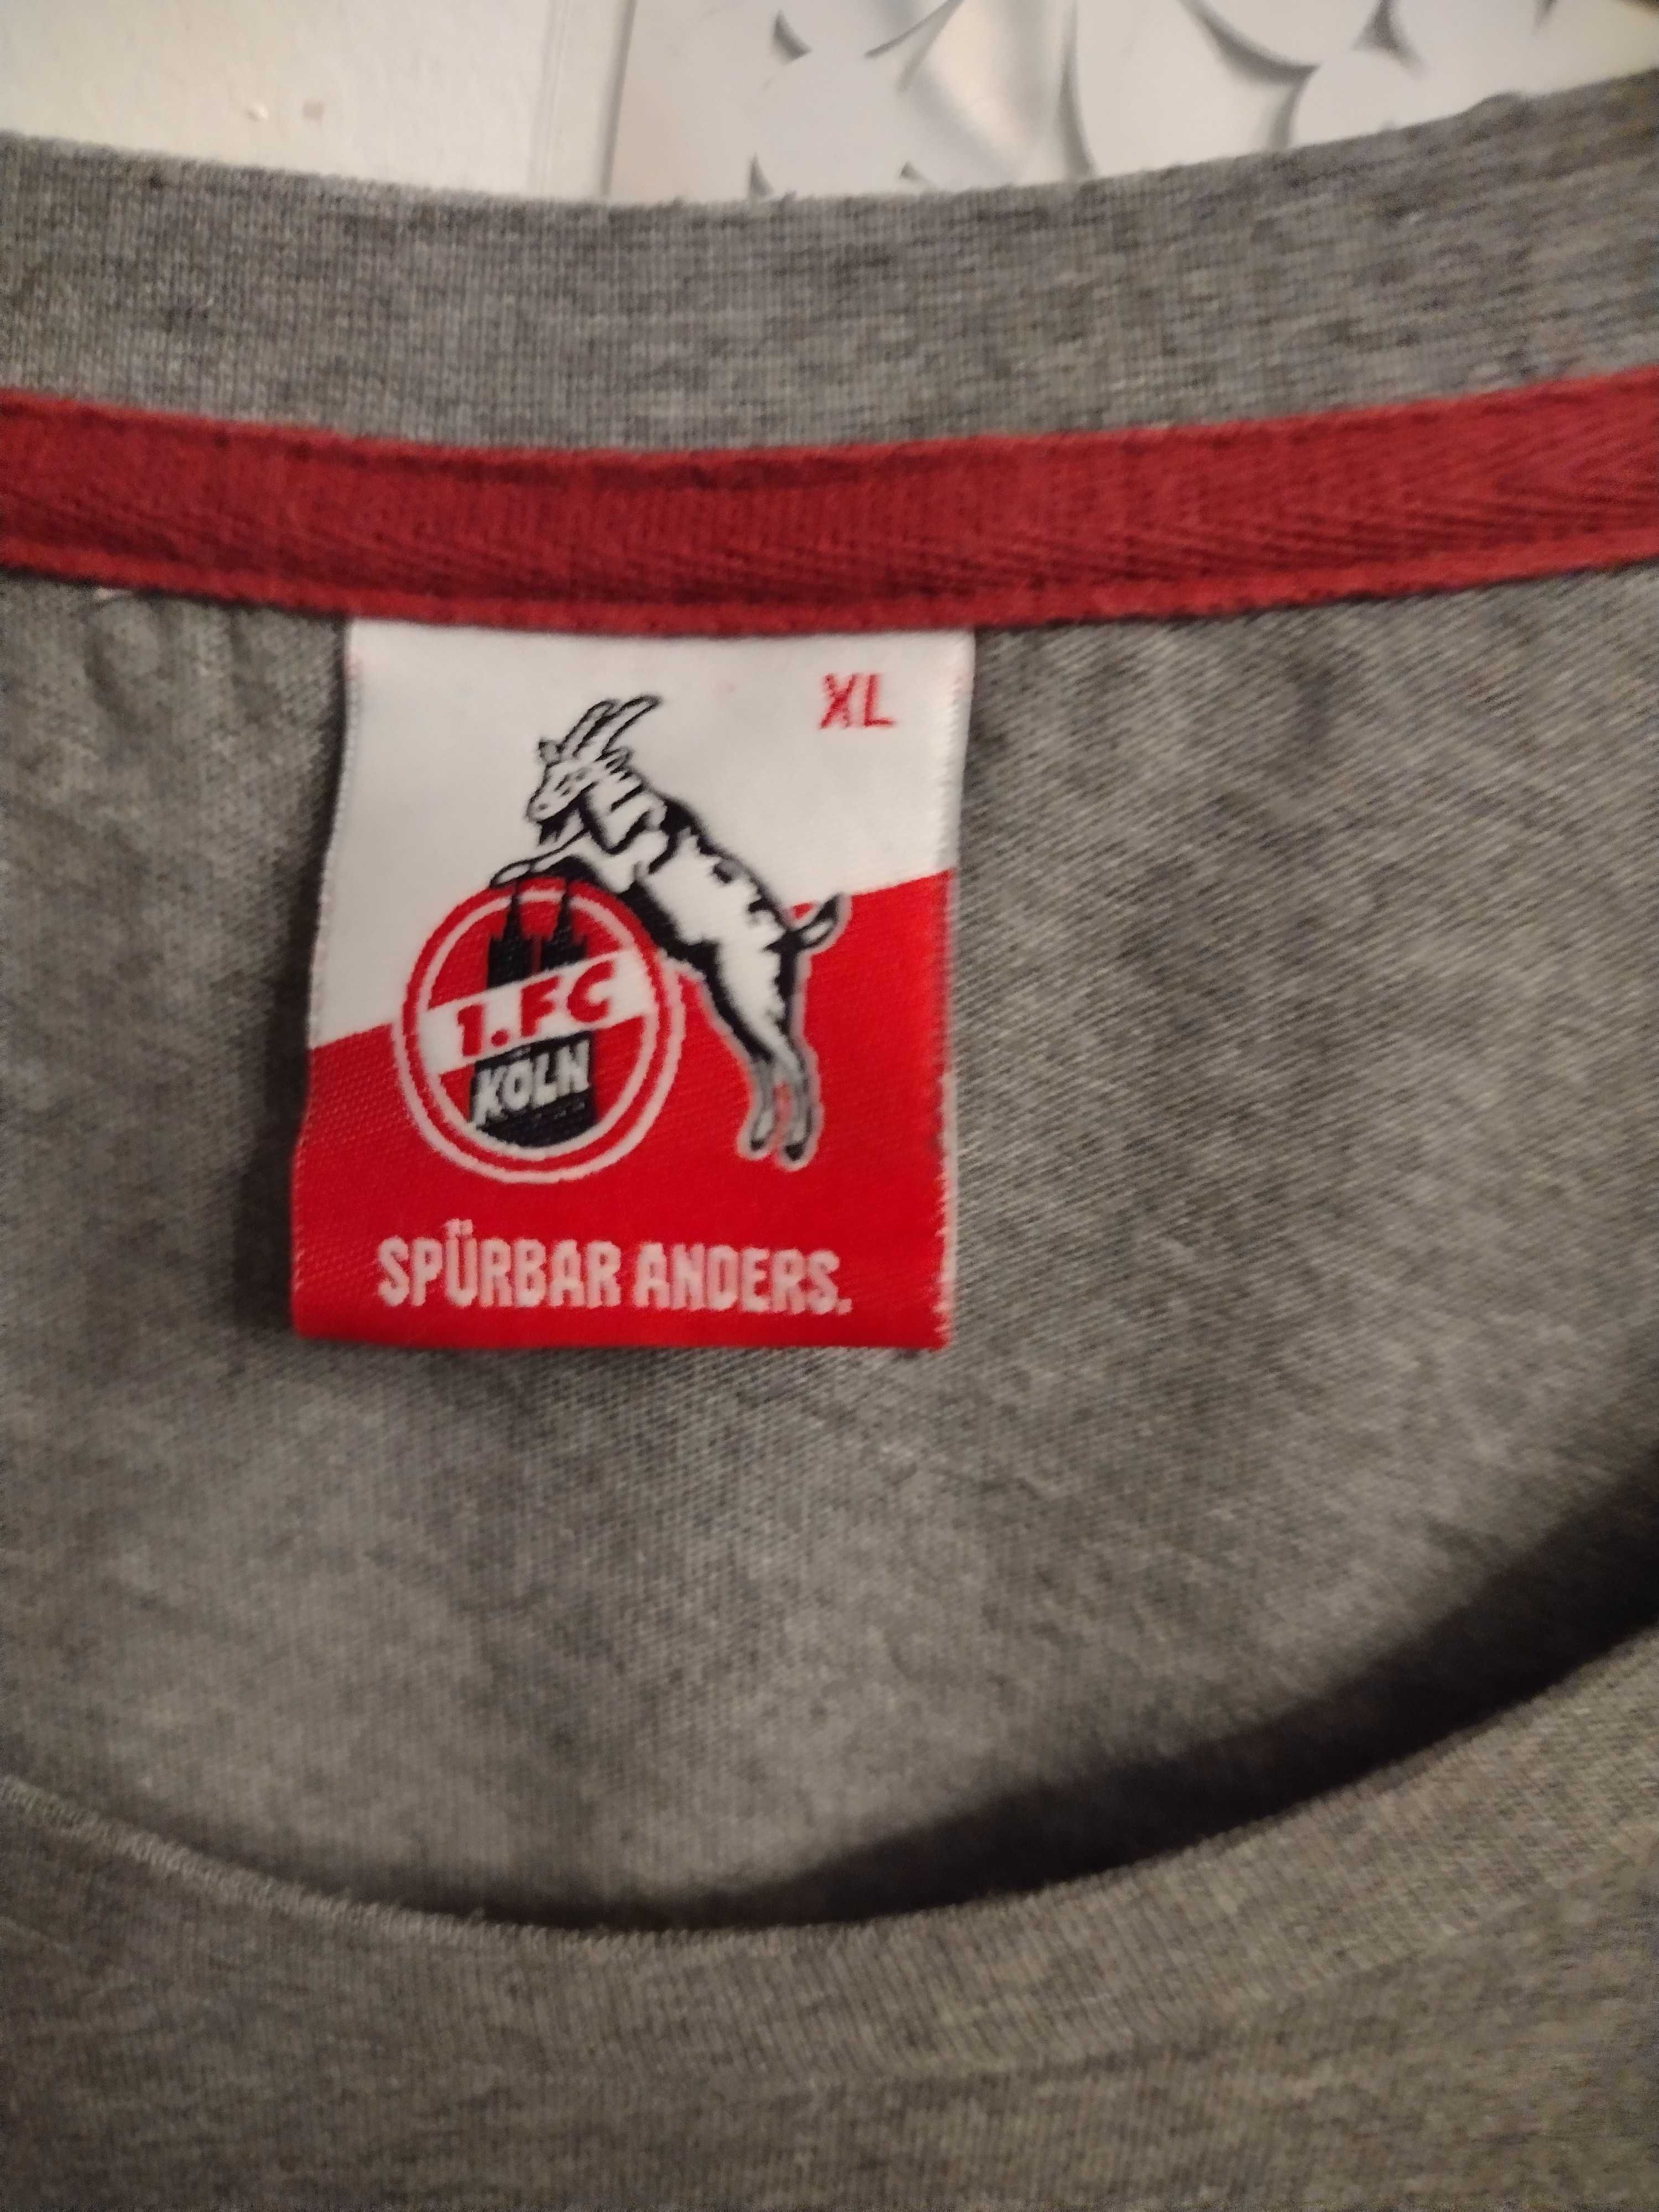 XL
1.FC
KÖLN
SPÜRBAR ANDERS.